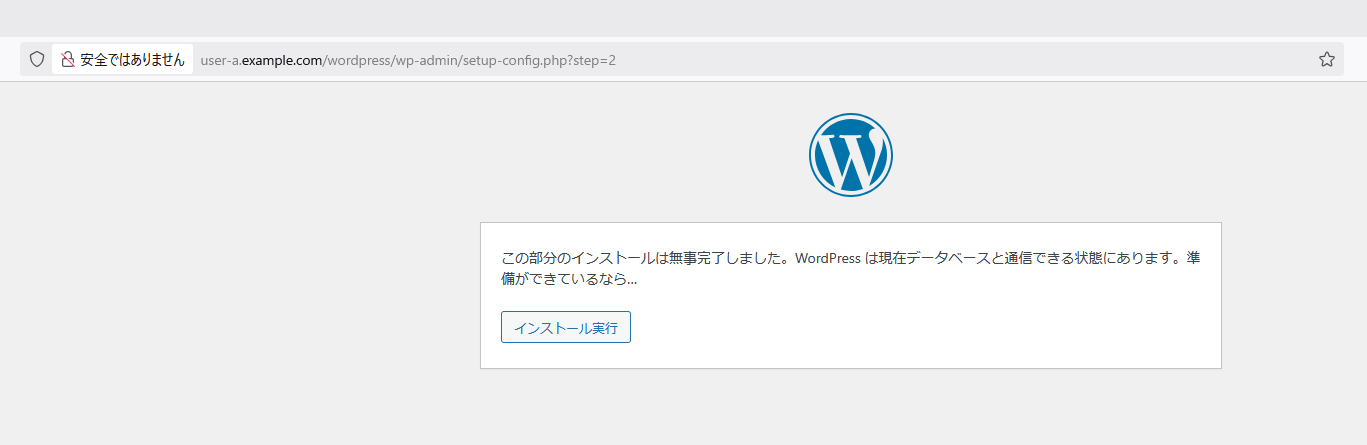 安全ではありません user-a.example.com/wordpress/wp-admin/setup-config.php?step=2
この部分のインストールは無事完了しました。WordPress は現在データベースと通信できる状態にあります。準
備ができているなら…
インストール実行